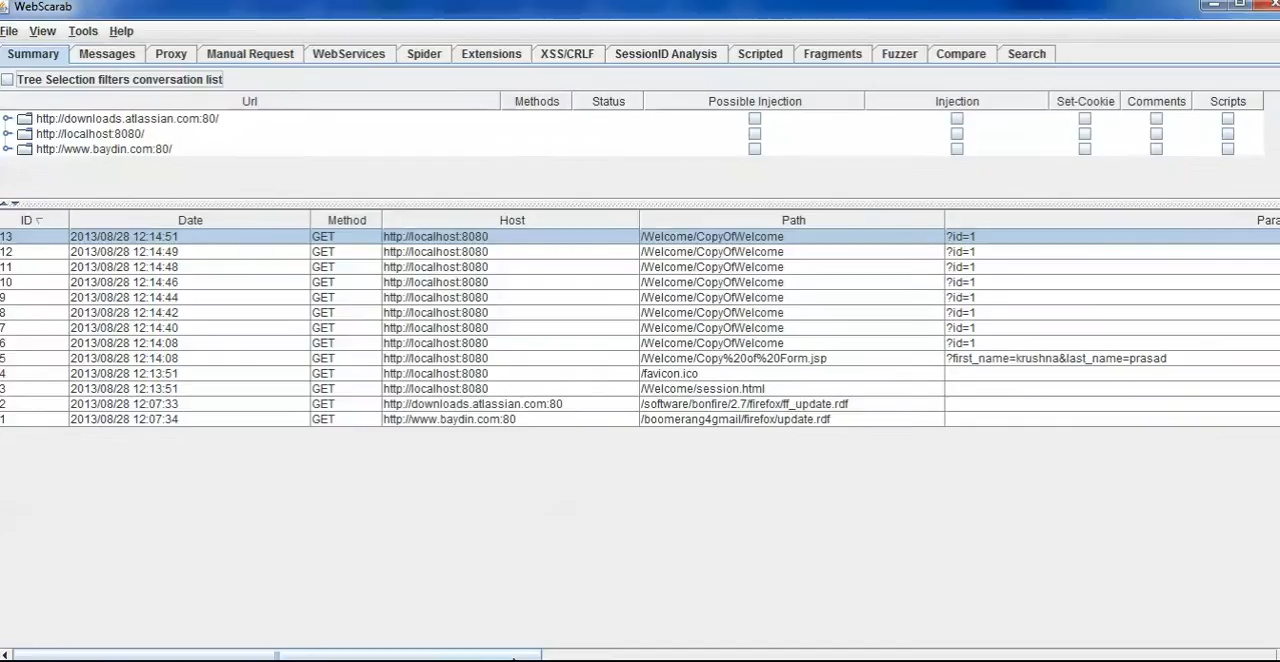 WebScarab
File View Tools Help
Summary Messages Proxy Manual Request WebServices Spider Extensions XSS/CRLF SessionID Analysis Scripted Fragments Fuzzer Compare Search
Tree Selection filters conversation list
Url Methods Status Possible Injection Injection Set-Cookie Comments Scripts
http://downloads.atlassian.com:80/
http://localhost:8080/
http://www.baydin.com:80/
ID Date Method Host Path Para
13 2013/08/28 12:14:51 GET http://localhost:8080 /Welcome/CopyOfWelcome ?id=1
12 2013/08/28 12:14:49 GET http://localhost:8080 /Welcome/CopyOfWelcome ?id=1
11 2013/08/28 12:14:48 GET http://localhost:8080 /Welcome/CopyOfWelcome ?id=1
10 2013/08/28 12:14:46 GET http://localhost:8080 /Welcome/CopyOfWelcome ?id=1
9 2013/08/28 12:14:44 GET http://localhost:8080 /Welcome/CopyOfWelcome ?id=1
8 2013/08/28 12:14:42 GET http://localhost:8080 /Welcome/CopyOfWelcome ?id=1
7 2013/08/28 12:14:40 GET http://localhost:8080 /Welcome/CopyOfWelcome ?id=1
6 2013/08/28 12:14:08 GET http://localhost:8080 /Welcome/CopyOfWelcome ?id=1
5 2013/08/28 12:14:08 GET http://localhost:8080 /Welcome/Copy%20of%20Form.jsp ?first_name=krushna&last_name=prasad
4 2013/08/28 12:13:51 GET http://localhost:8080 /favicon.ico
3 2013/08/28 12:13:51 GET http://localhost:8080 /Welcome/session.html
2 2013/08/28 12:07:33 GET http://downloads.atlassian.com:80 /software/bonfire/2.7/firefox/ff_update.rdf
1 2013/08/28 12:07:34 GET http://www.baydin.com:80 /boomerang4gmail/firefox/update.rdf